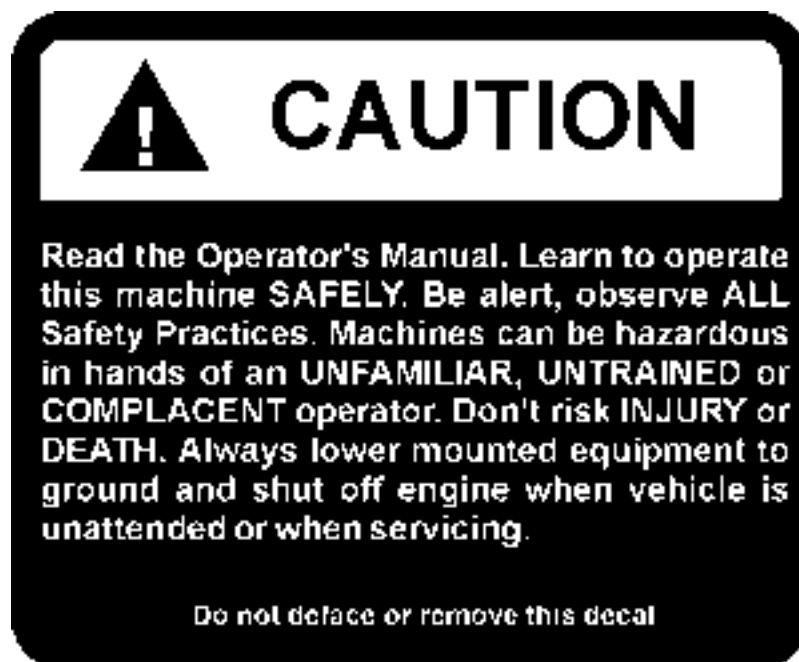 ! CAUTION
Read the Operator's Manual. Learn to operate
this machine SAFELY. Be alert, observe ALL
Safety Practices. Machines can be hazardous
in hands of an UNFAMILIAR, UNTRAINED or
COMPLACENT operator. Don't risk INJURY or
DEATH. Always lower mounted equipment to
ground and shut off engine when vehicle is
unattended or when servicing.
Do not deface or remove this decal